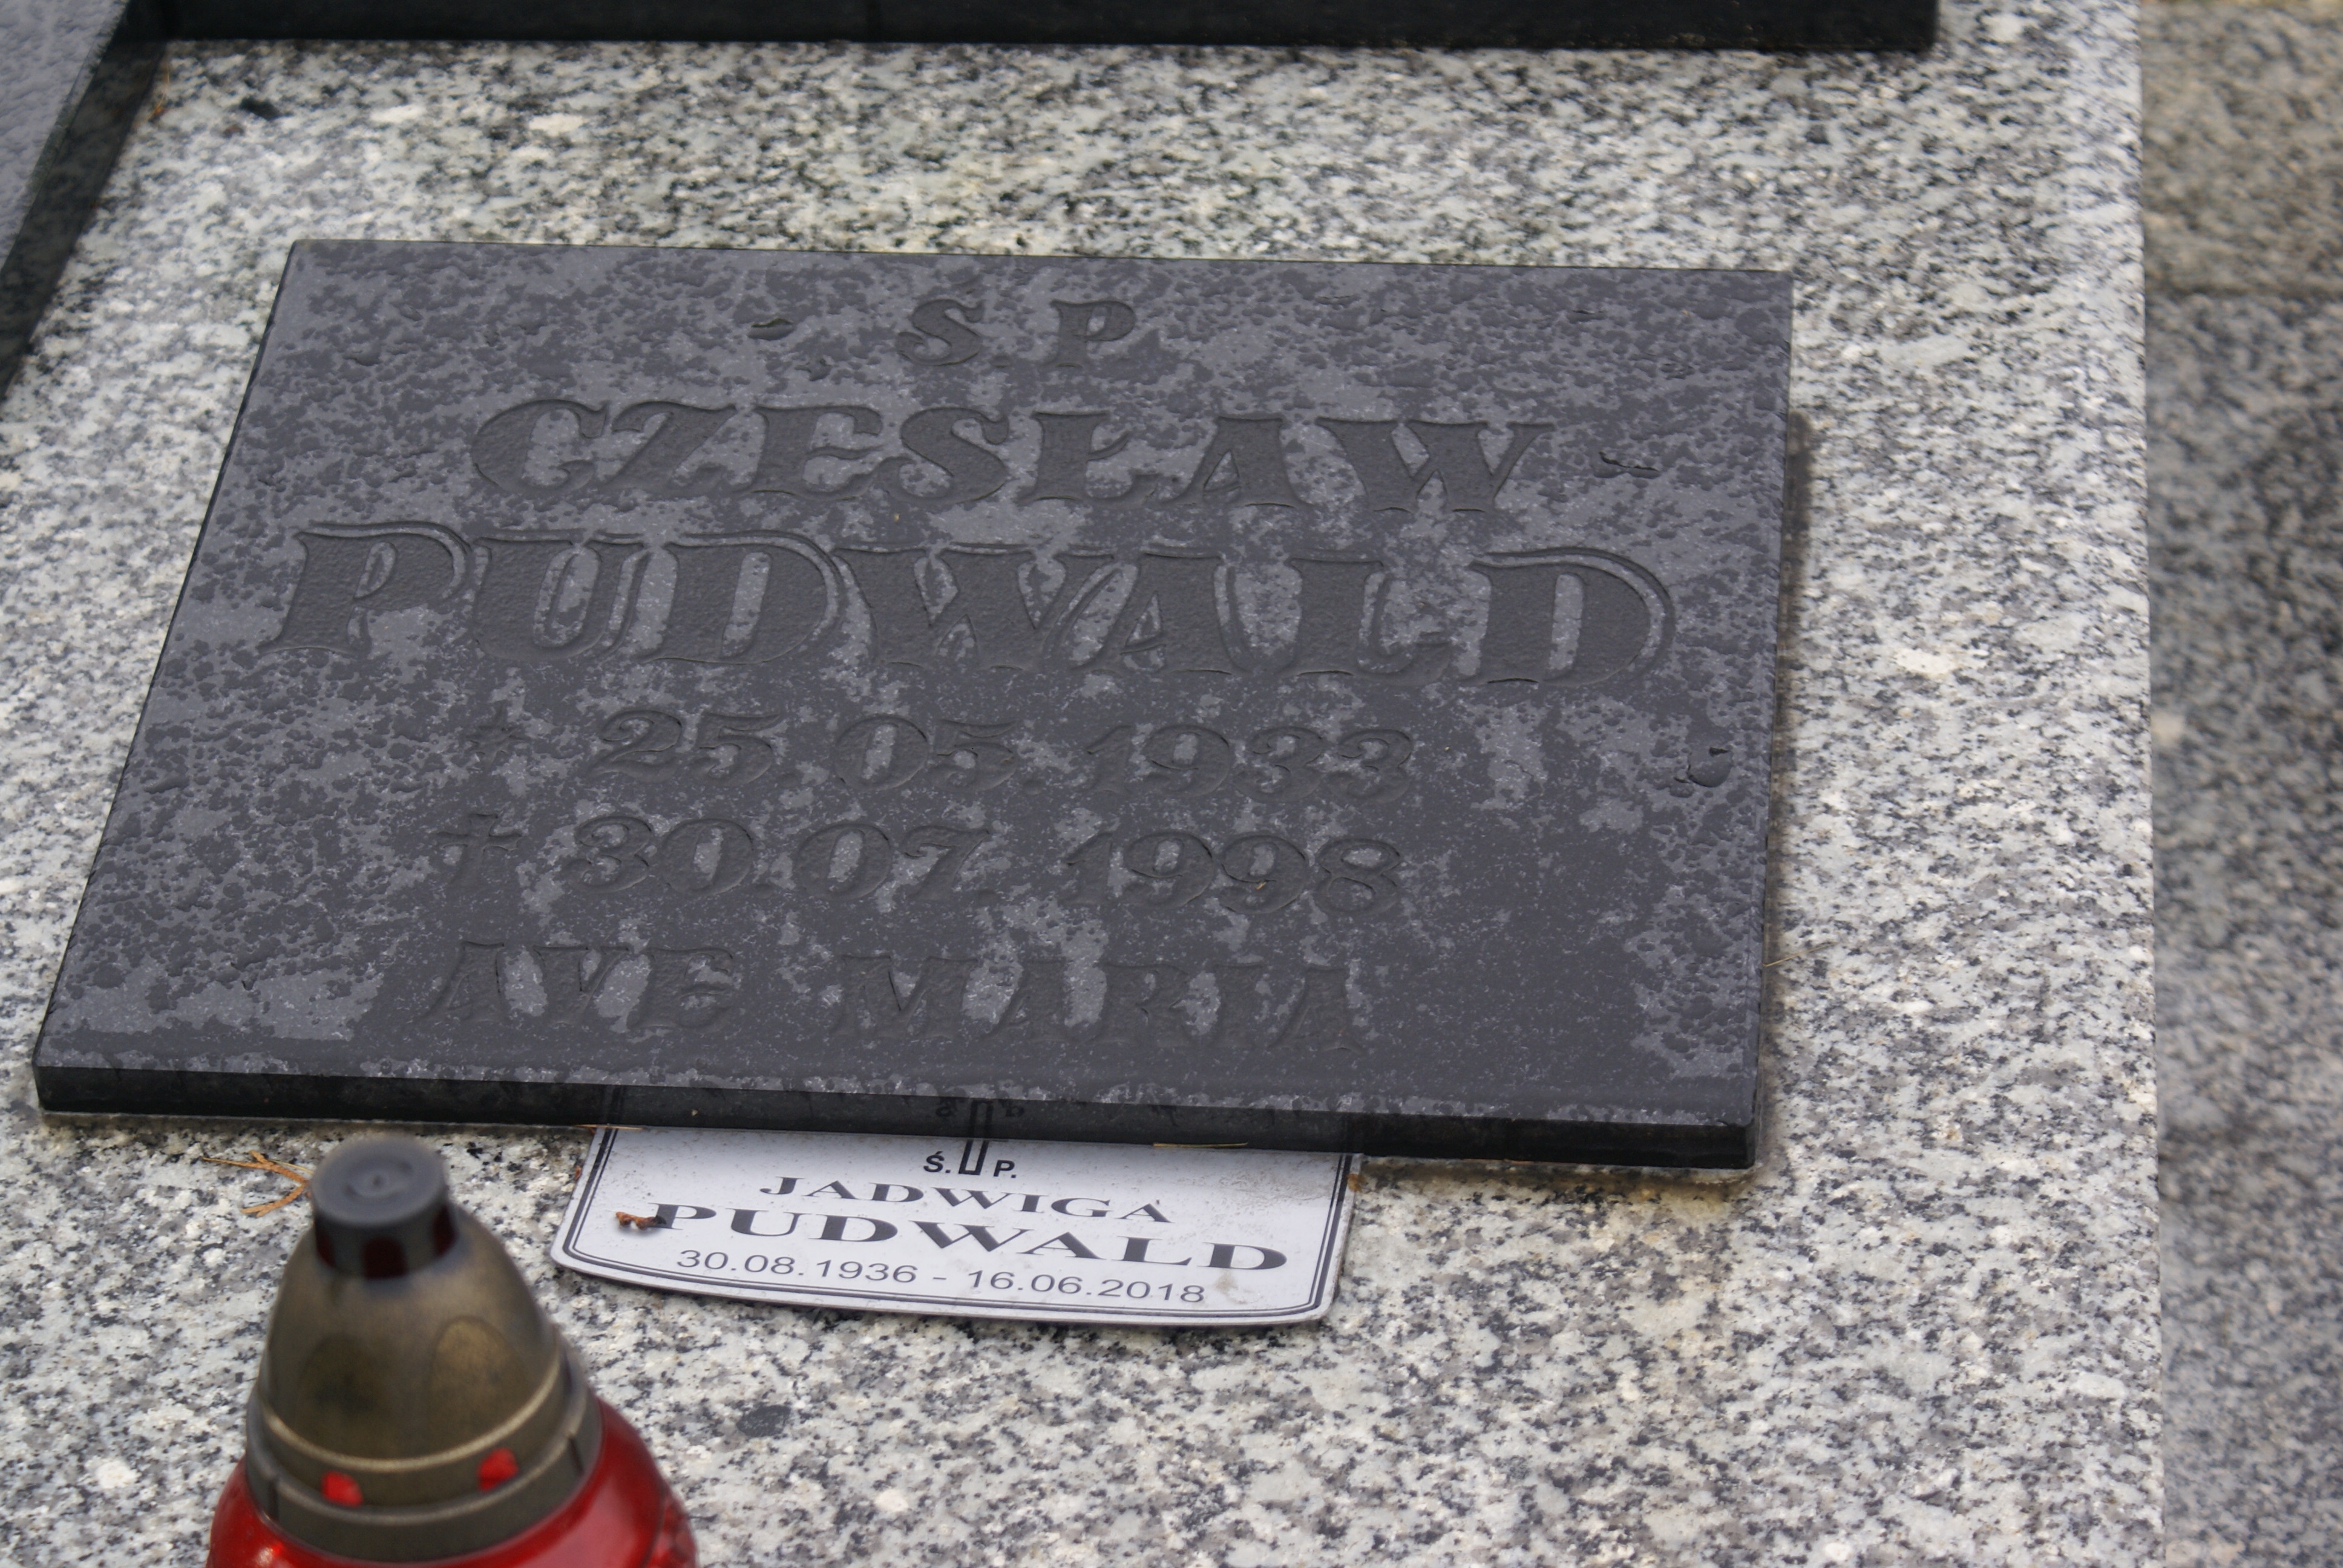 Ś. P
CZESŁAW
PUDWALD
* 25.05.1933
† 30.07.1998
AVE MARIA
Ś. P.
JADWIGA
PUDWALD
30.08.1936 - 16.06.2018